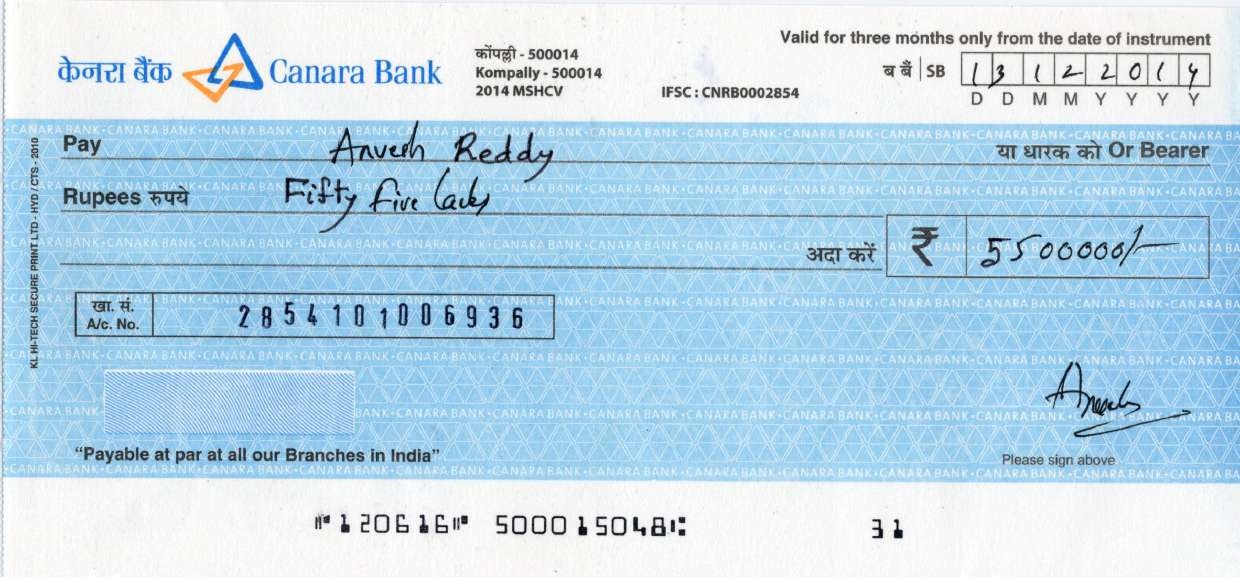 Valid for three months only from the date of instrument
केनरा बैंक Canara Bank
कोंपल्ली - 500014
Kompally - 500014
2014 MSHCV
IFSC : CNRB0002854
ब बैं | SB 1 3 1 2 2 0 1 4
D D M M Y Y Y Y
Pay Anvesh Reddy या धारक को Or Bearer
Rupees रुपये Fifty Five Lacks
अदा करें ₹ 5500000/-
खा. सं.
A/c. No. 2854101006936
KL HI-TECH SECURE PRINT LTD - HYD / CTS - 2010
"Payable at par at all our Branches in India"
Please sign above
⑈120616⑈ 500015048⑆ 31